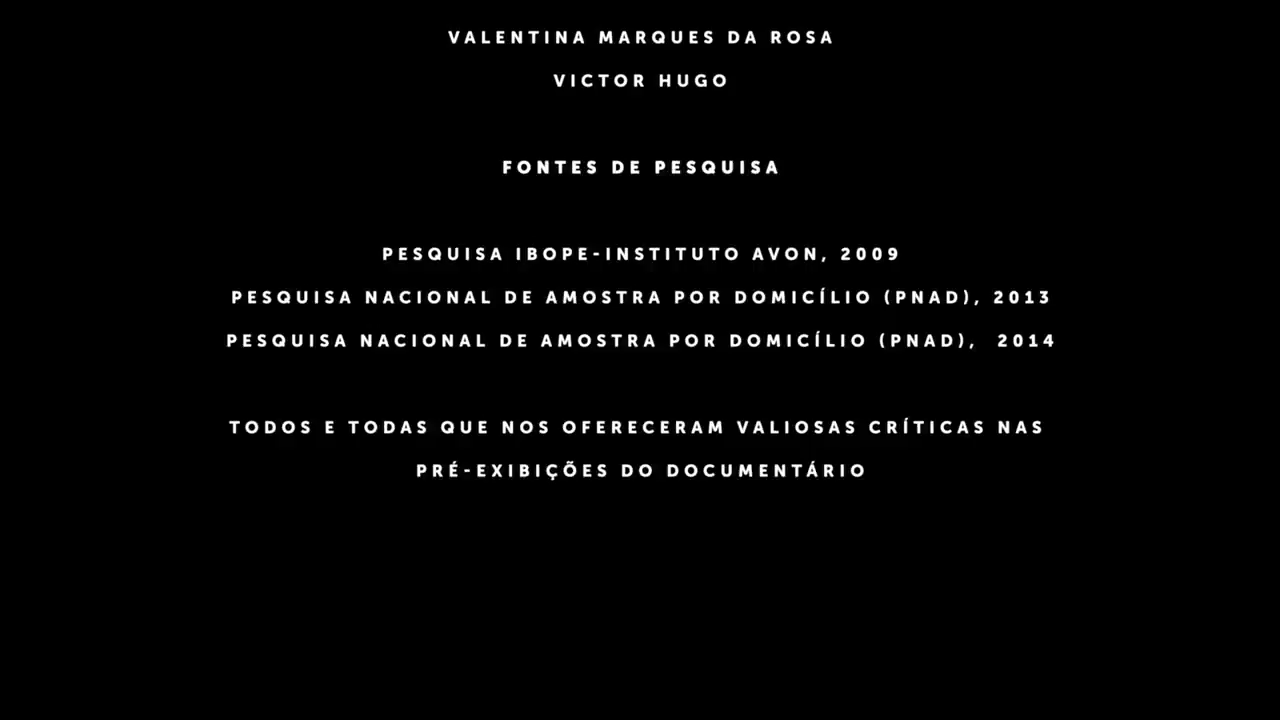 VALENTINA MARQUES DA ROSA
VICTOR HUGO
FONTES DE PESQUISA
PESQUISA IBOPE-INSTITUTO AVON, 2009
PESQUISA NACIONAL DE AMOSTRA POR DOMICÍLIO (PNAD), 2013
PESQUISA NACIONAL DE AMOSTRA POR DOMICÍLIO (PNAD), 2014
TODOS E TODAS QUE NOS OFERECERAM VALIOSAS CRÍTICAS NAS
PRÉ-EXIBIÇÕES DO DOCUMENTÁRIO